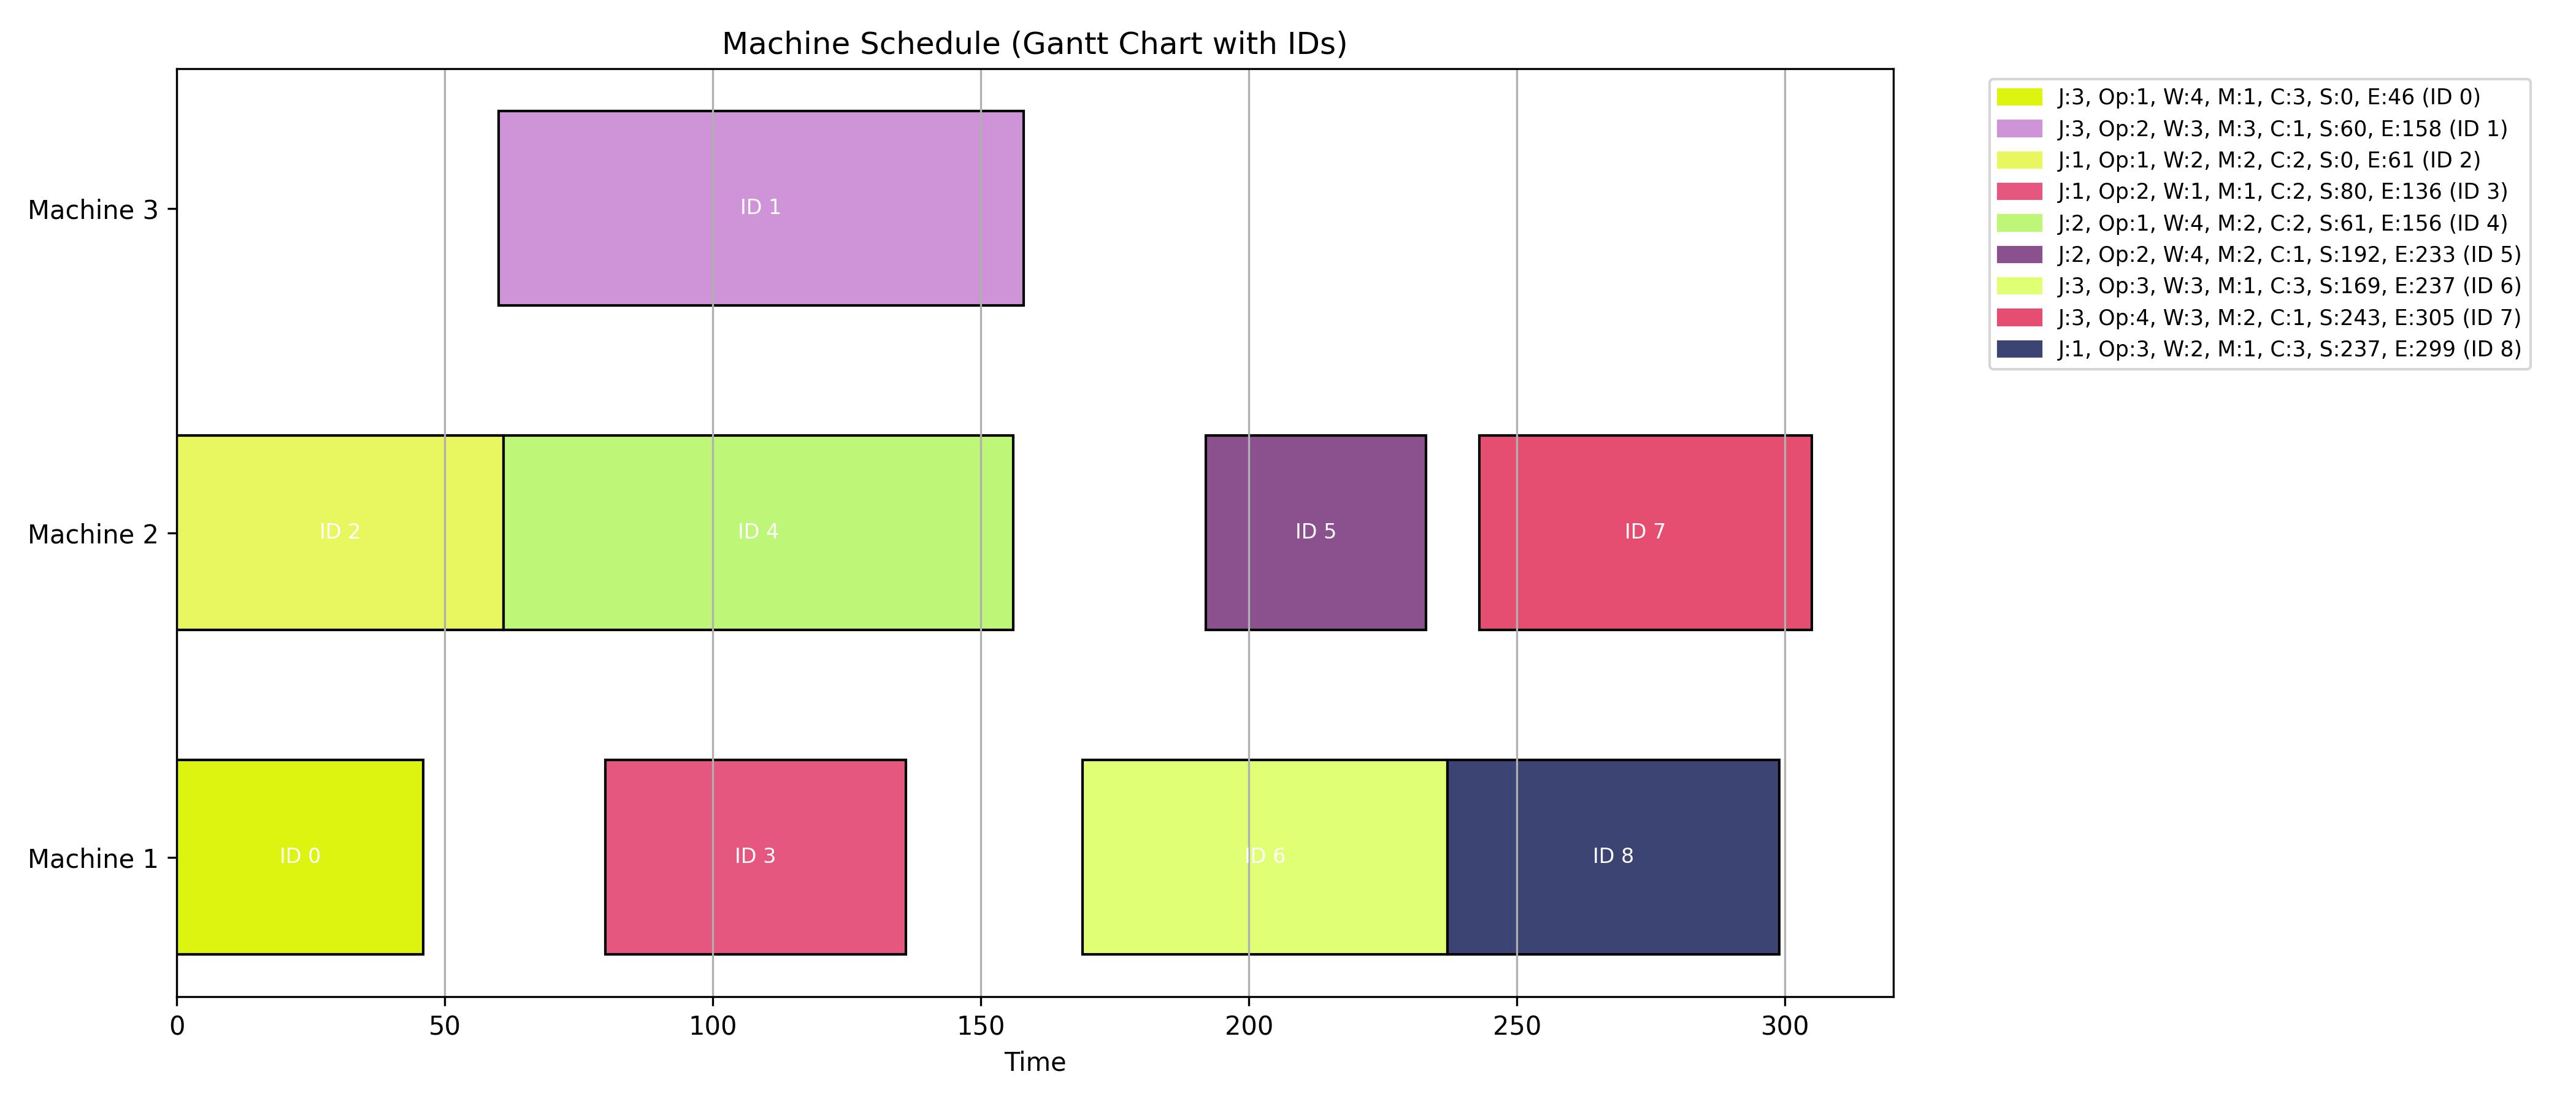 Machine Schedule (Gantt Chart with IDs)
J:3, Op:1, W:4, M:1, C:3, S:0, E:46 (ID 0)
J:3, Op:2, W:3, M:3, C:1, S:60, E:158 (ID 1)
J:1, Op:1, W:2, M:2, C:2, S:0, E:61 (ID 2)
J:1, Op:2, W:1, M:1, C:2, S:80, E:136 (ID 3)
J:2, Op:1, W:4, M:2, C:2, S:61, E:156 (ID 4)
J:2, Op:2, W:4, M:2, C:1, S:192, E:233 (ID 5)
J:3, Op:3, W:3, M:1, C:3, S:169, E:237 (ID 6)
J:3, Op:4, W:3, M:2, C:1, S:243, E:305 (ID 7)
J:1, Op:3, W:2, M:1, C:3, S:237, E:299 (ID 8)
Machine 3
ID 1
Machine 2
ID 2
ID 4
ID 5
ID 7
Machine 1
ID 0
ID 3
ID 6
ID 8
0 50 100 150 200 250 300
Time